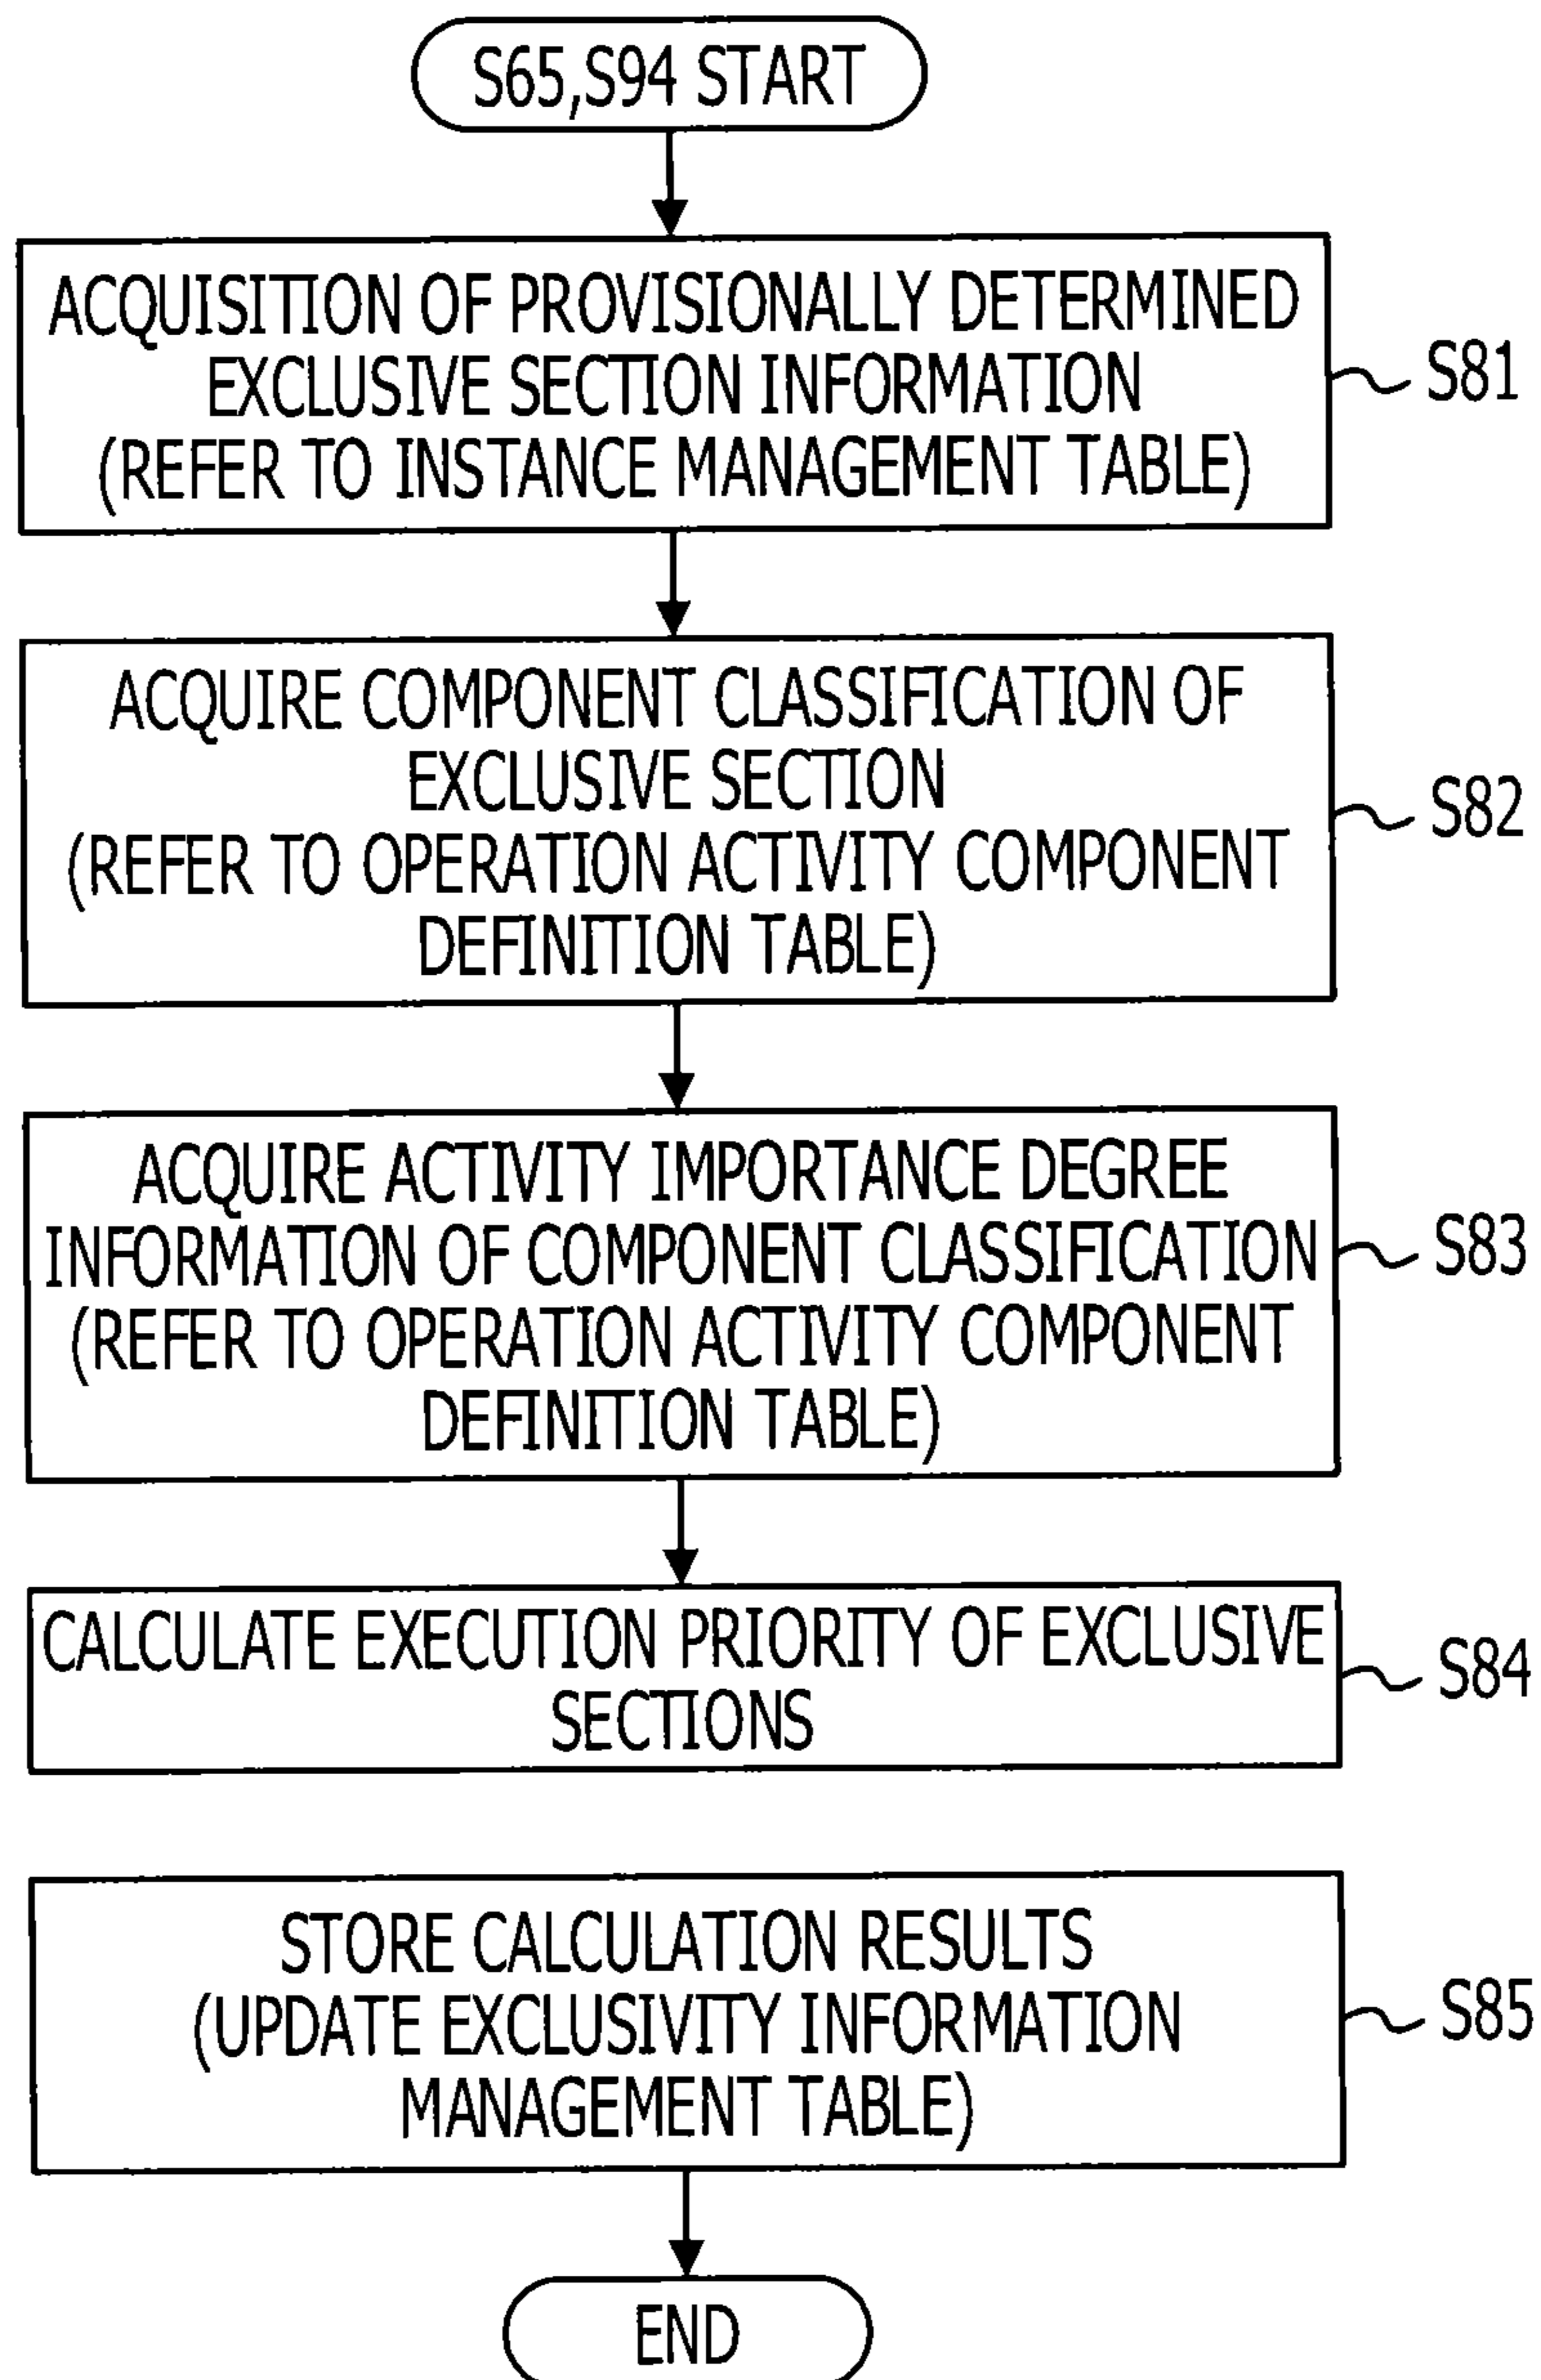 S65,S94 START
ACQUISITION OF PROVISIONALLY DETERMINED
EXCLUSIVE SECTION INFORMATION
(REFER TO INSTANCE MANAGEMENT TABLE)
S81
ACQUIRE COMPONENT CLASSIFICATION OF
EXCLUSIVE SECTION
(REFER TO OPERATION ACTIVITY COMPONENT
DEFINITION TABLE)
S82
ACQUIRE ACTIVITY IMPORTANCE DEGREE
INFORMATION OF COMPONENT CLASSIFICATION
(REFER TO OPERATION ACTIVITY COMPONENT
DEFINITION TABLE)
S83
CALCULATE EXECUTION PRIORITY OF EXCLUSIVE
SECTIONS
S84
STORE CALCULATION RESULTS
(UPDATE EXCLUSIVITY INFORMATION
MANAGEMENT TABLE)
S85
END